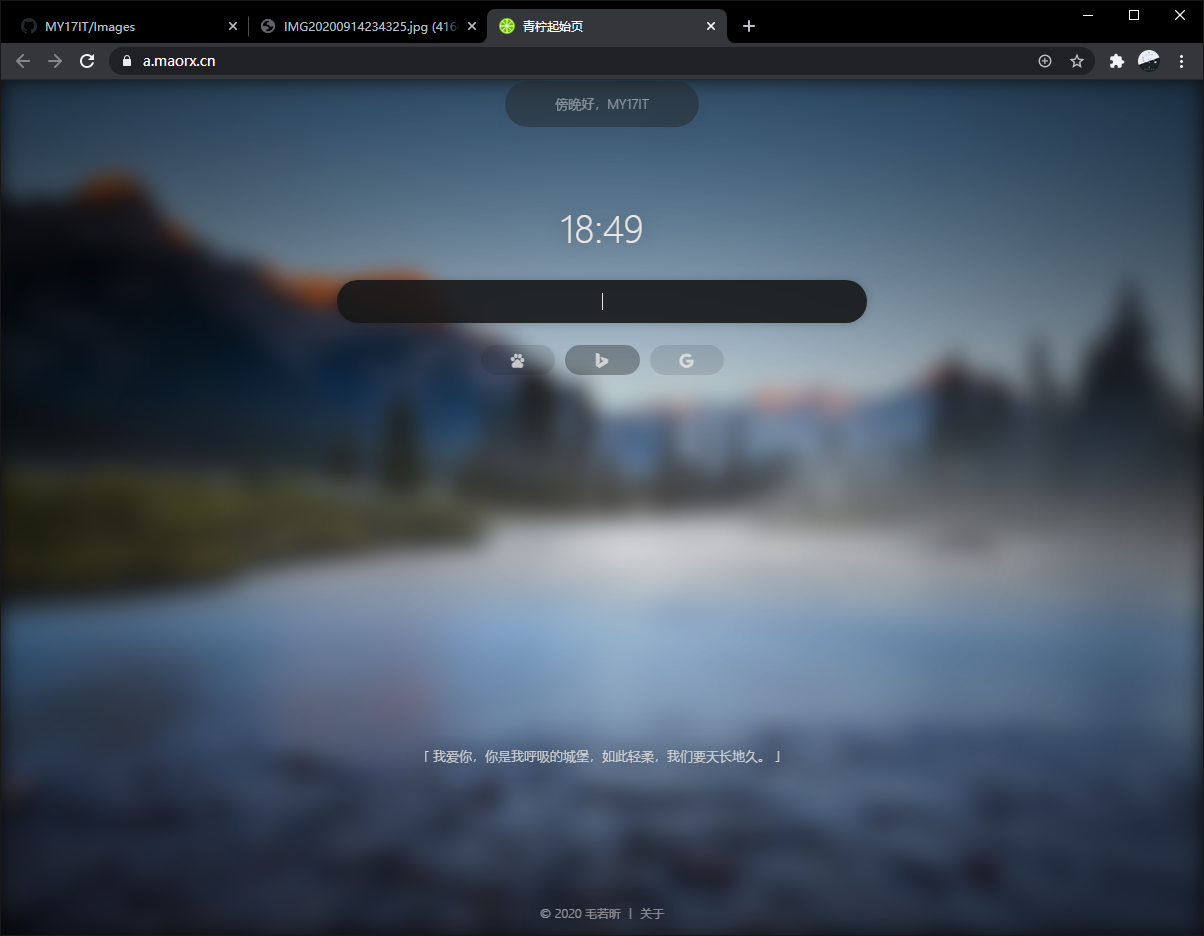 MY17IT/Images
IMG20200914234325.jpg (416
青柠起始页
a.maorx.cn
傍晚好，MY17IT
18:49
「 我爱你，你是我呼吸的城堡，如此轻柔，我们要天长地久。 」
© 2020 毛若昕 | 关于